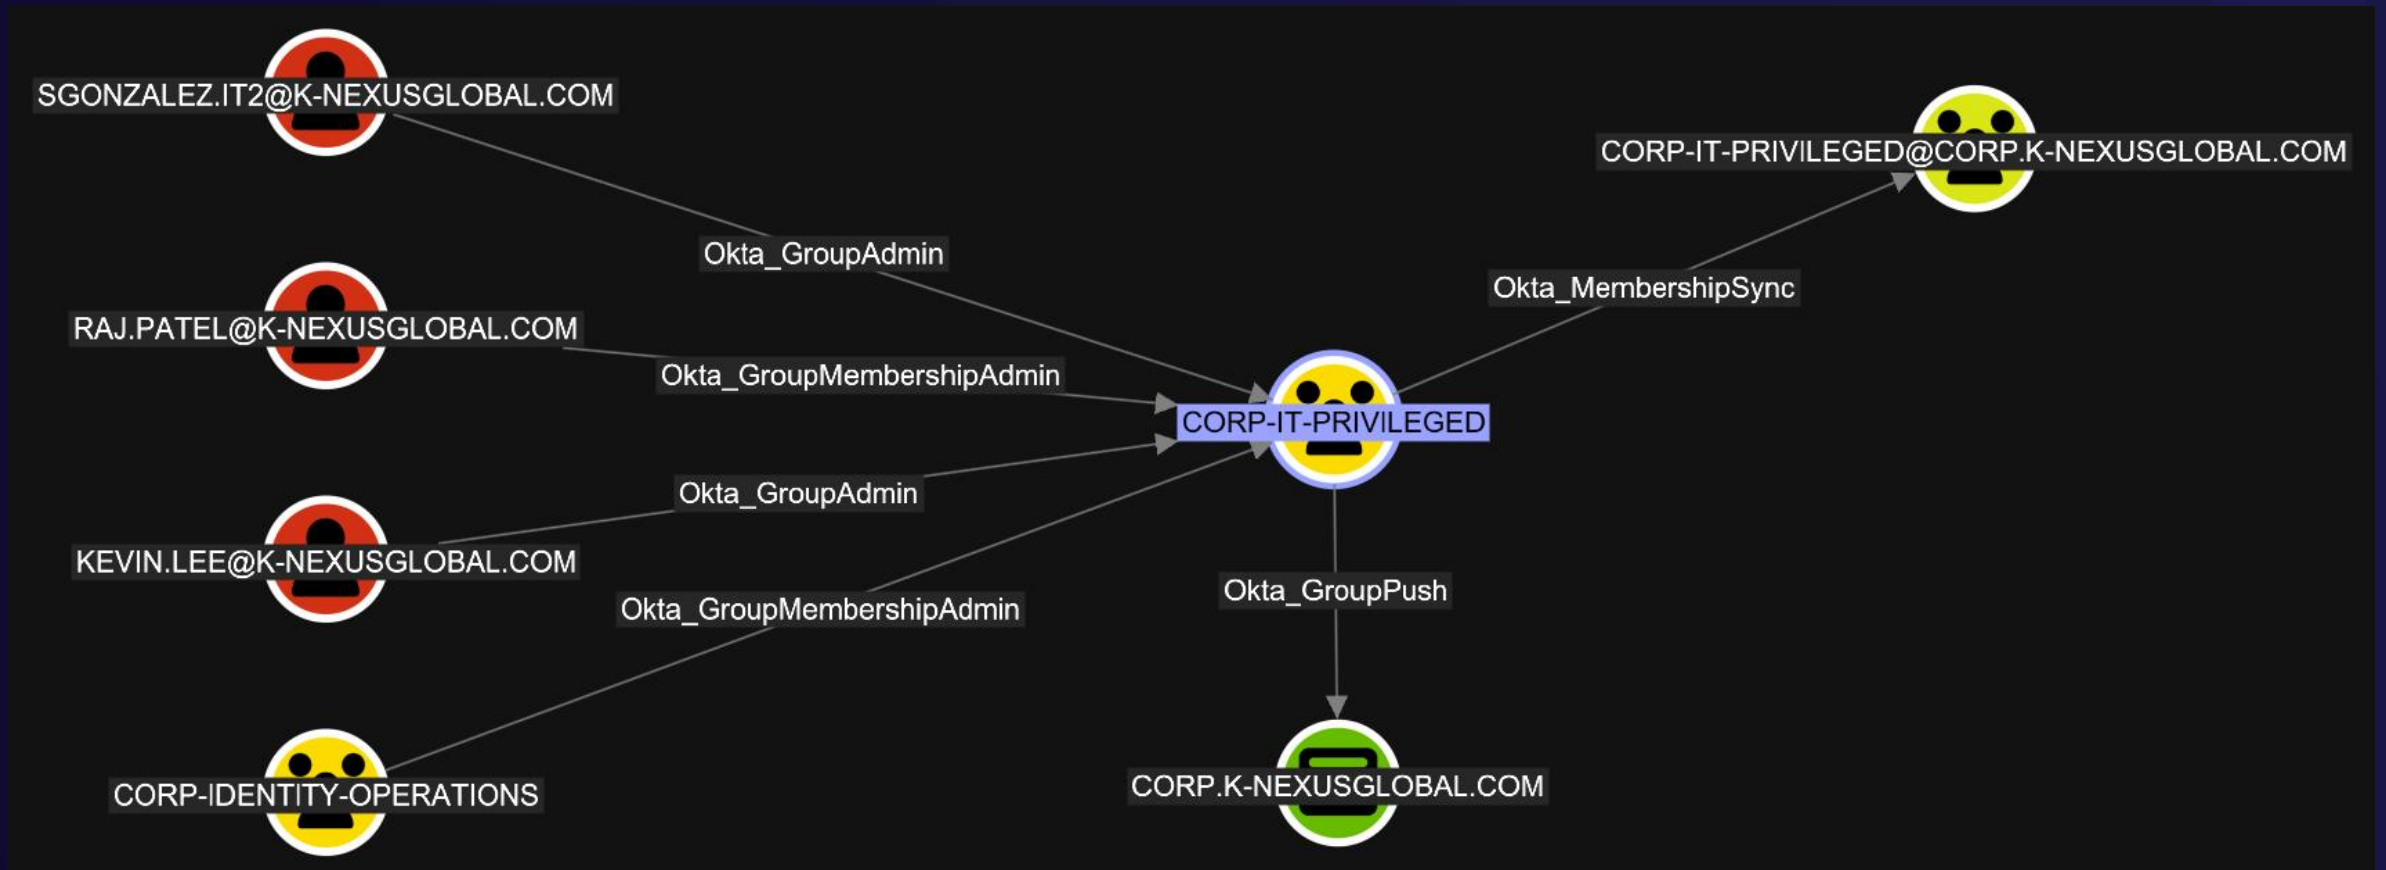 SGONZALEZ.IT2@K-NEXUSGLOBAL.COM
CORP-IT-PRIVILEGED@CORP.K-NEXUSGLOBAL.COM
Okta_GroupAdmin
Okta_MembershipSync
RAJ.PATEL@K-NEXUSGLOBAL.COM
Okta_GroupMembershipAdmin
CORP-IT-PRIVILEGED
Okta_GroupAdmin
KEVIN.LEE@K-NEXUSGLOBAL.COM
Okta_GroupPush
Okta_GroupMembershipAdmin
CORP-IDENTITY-OPERATIONS
CORP.K-NEXUSGLOBAL.COM